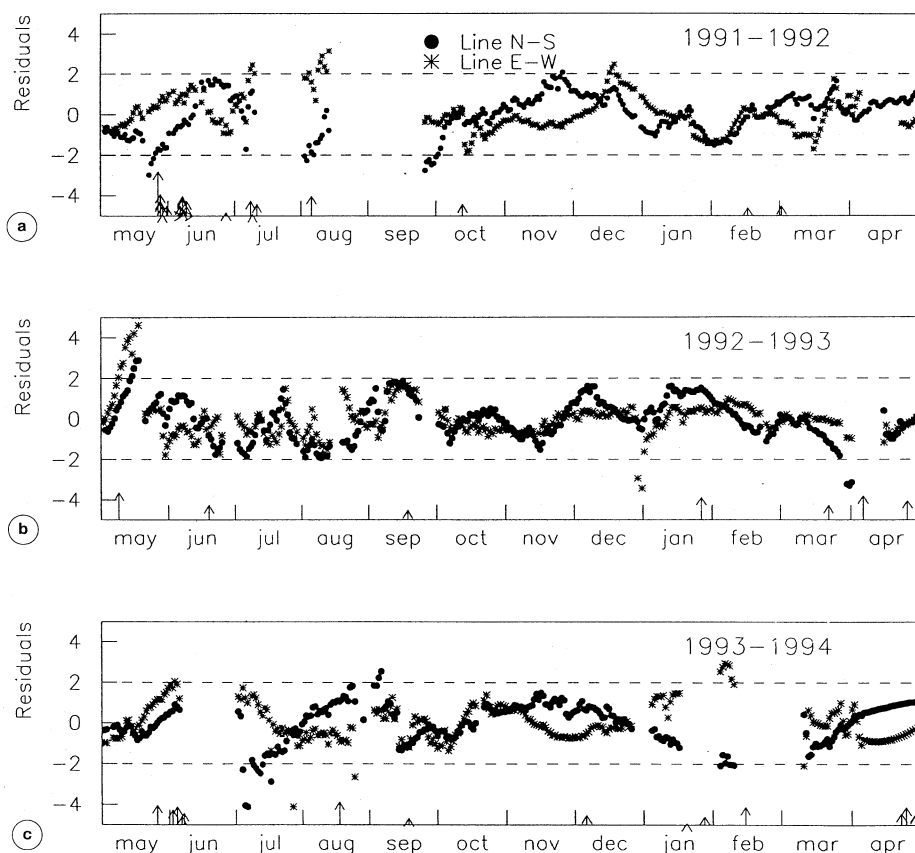 4
2
0
−2
−4
Residuals
● Line N−S
✳ Line E−W
1991−1992
a
may jun jul aug sep oct nov dec jan feb mar apr
4
2
0
−2
−4
Residuals
1992−1993
b
may jun jul aug sep oct nov dec jan feb mar apr
4
2
0
−2
−4
Residuals
1993−1994
c
may jun jul aug sep oct nov dec jan feb mar apr